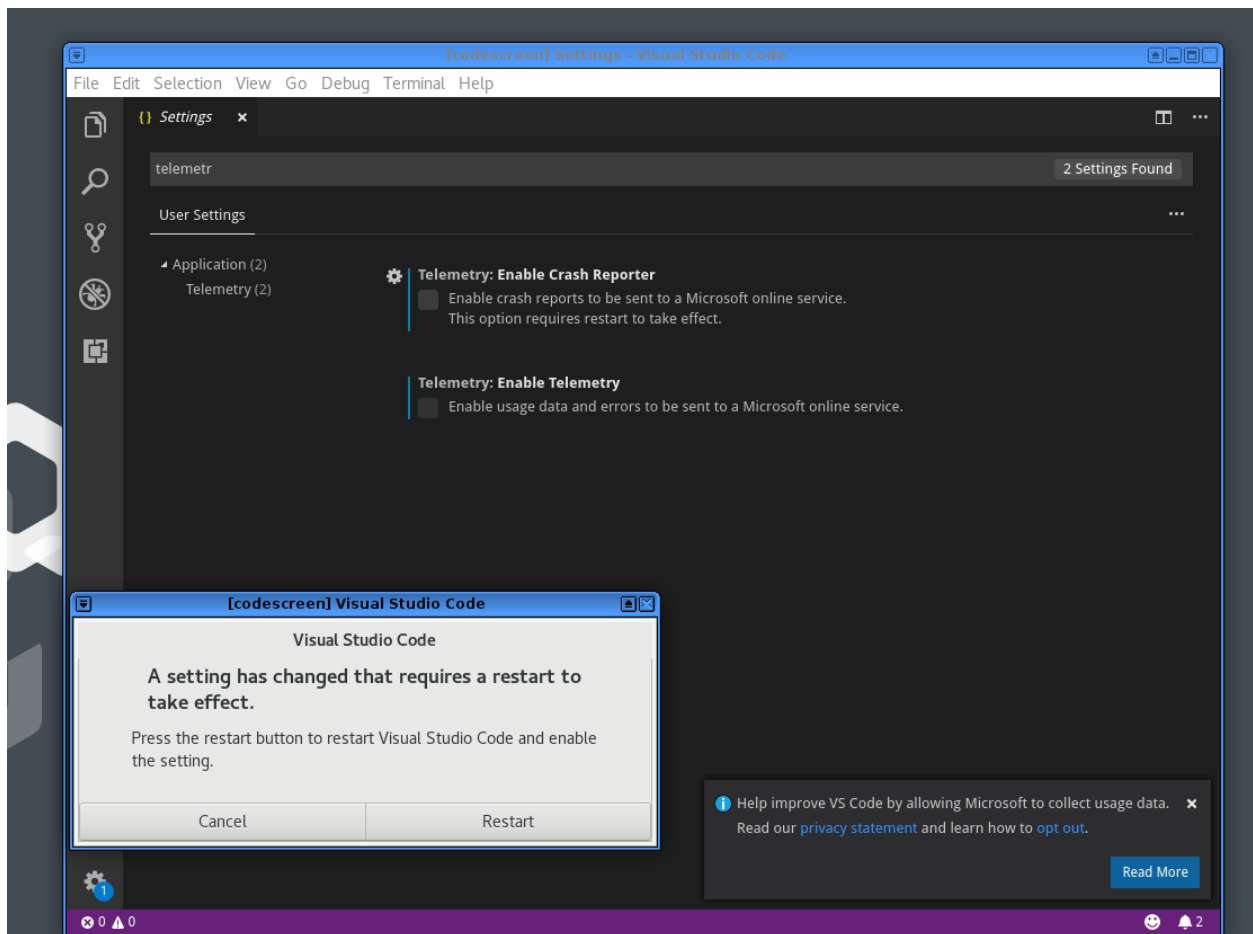 [codescreen] Settings - Visual Studio Code
File Edit Selection View Go Debug Terminal Help
{} Settings ×
telemetr 2 Settings Found
User Settings ...
Application (2)
Telemetry (2)
Telemetry: Enable Crash Reporter
Enable crash reports to be sent to a Microsoft online service.
This option requires restart to take effect.
Telemetry: Enable Telemetry
Enable usage data and errors to be sent to a Microsoft online service.
[codescreen] Visual Studio Code
Visual Studio Code
A setting has changed that requires a restart to
take effect.
Press the restart button to restart Visual Studio Code and enable
the setting.
Cancel Restart
Help improve VS Code by allowing Microsoft to collect usage data. ×
Read our privacy statement and learn how to opt out.
Read More
1
0 0 2